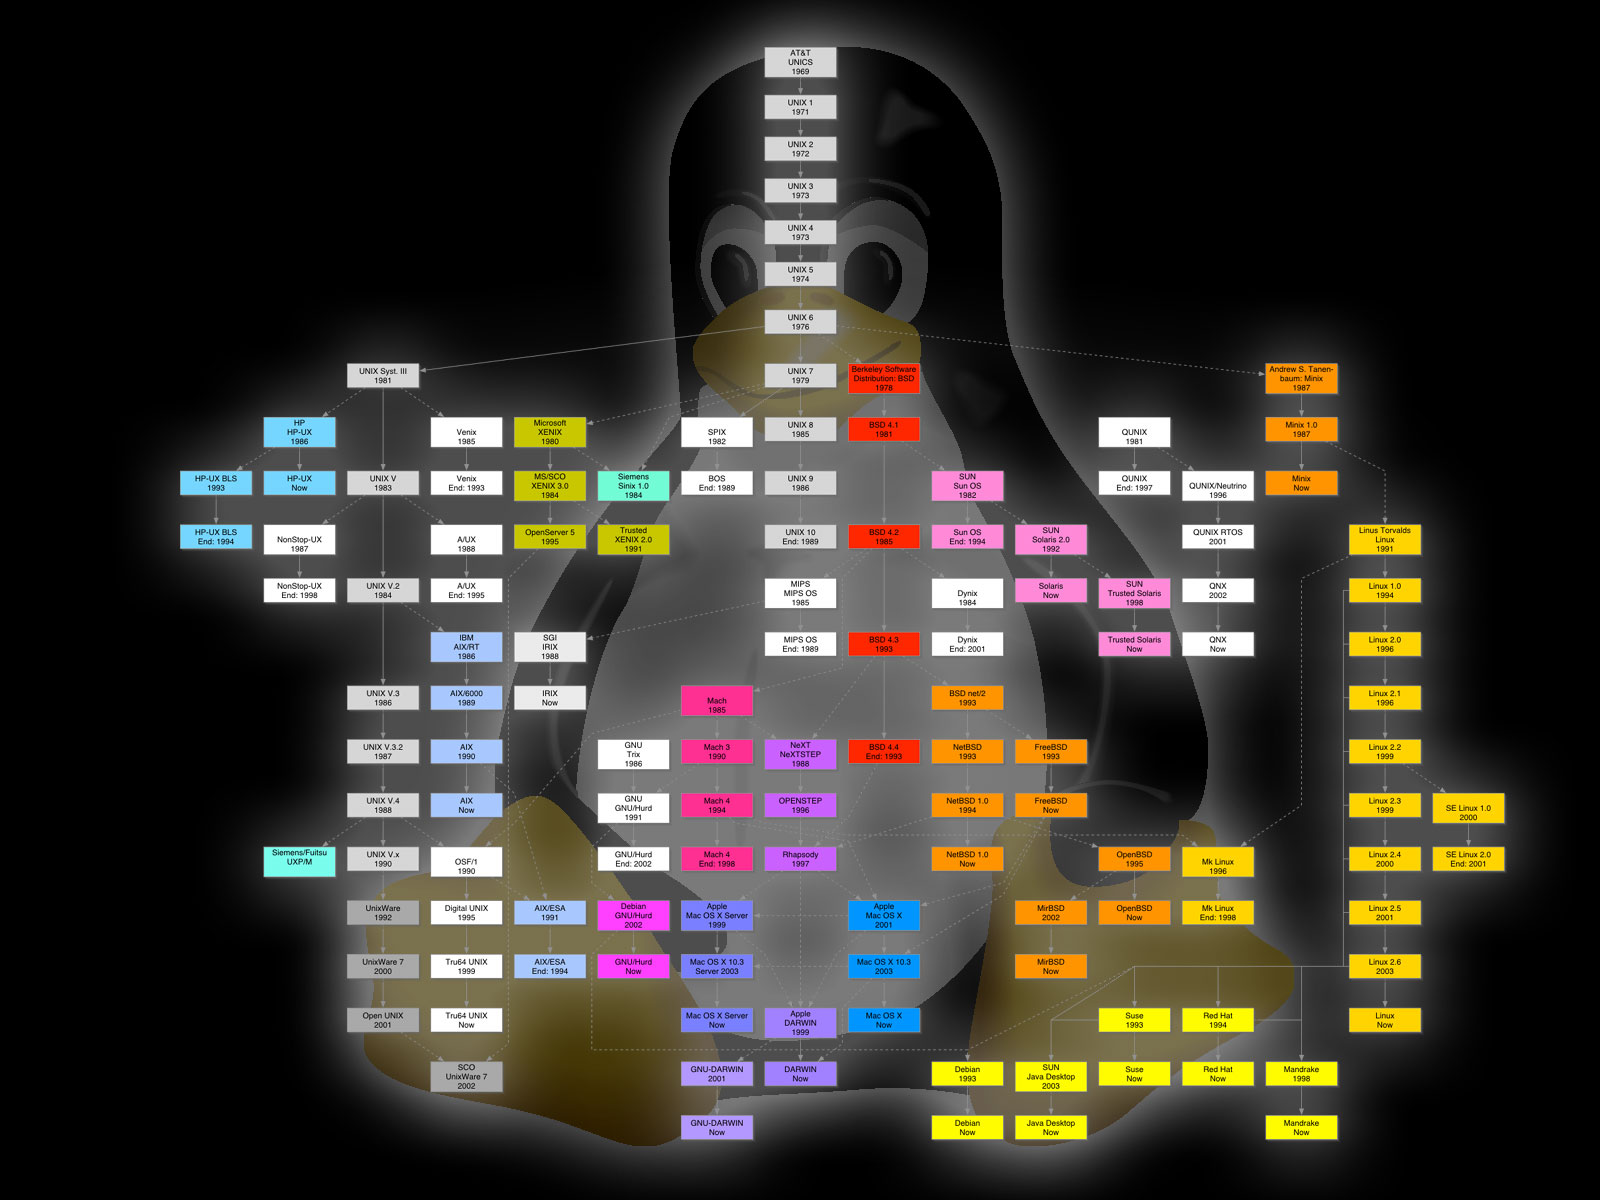 AT&T
UNICS
1969
UNIX 1
1971
UNIX 2
1972
UNIX 3
1973
UNIX 4
1973
UNIX 5
1974
UNIX 6
1976
UNIX Syst. III
1981
UNIX 7
1979
Berkeley Software
Distribution: BSD
1978
Andrew S. Tanen-
baum: Minix
1987
HP
HP-UX
1986
Venix
1985
Microsoft
XENIX
1980
SPIX
1982
UNIX 8
1985
BSD 4.1
1981
QUNIX
1981
Minix 1.0
1987
HP-UX BLS
1993
HP-UX
Now
UNIX V
1983
Venix
End: 1993
MS/SCO
XENIX 3.0
1984
Siemens
Sinix 1.0
1984
BOS
End: 1989
UNIX 9
1986
SUN
Sun OS
1982
QUNIX
End: 1997
QUNIX/Neutrino
1996
Minix
Now
HP-UX BLS
End: 1994
NonStop-UX
1987
A/UX
1988
OpenServer 5
1995
Trusted
XENIX 2.0
1991
UNIX 10
End: 1989
BSD 4.2
1985
Sun OS
End: 1994
SUN
Solaris 2.0
1992
QUNIX RTOS
2001
Linus Torvalds
Linux
1991
NonStop-UX
End: 1998
UNIX V.2
1984
A/UX
End: 1995
MIPS
MIPS OS
1985
Dynix
1984
Solaris
Now
SUN
Trusted Solaris
1998
QNX
2002
Linux 1.0
1994
IBM
AIX/RT
1986
SGI
IRIX
1988
MIPS OS
End: 1989
BSD 4.3
1993
Dynix
End: 2001
Trusted Solaris
Now
QNX
Now
Linux 2.0
1996
UNIX V.3
1986
AIX/6000
1989
IRIX
Now
Mach
1985
BSD net/2
1993
Linux 2.1
1996
UNIX V.3.2
1987
AIX
1990
GNU
Trix
1986
Mach 3
1990
NeXT
NeXTSTEP
1988
BSD 4.4
End: 1993
NetBSD
1993
FreeBSD
1993
Linux 2.2
1999
UNIX V.4
1988
AIX
Now
GNU
GNU/Hurd
1991
Mach 4
1994
OPENSTEP
1996
NetBSD 1.0
1994
FreeBSD
Now
Linux 2.3
1999
SE Linux 1.0
2000
Siemens/Fuitsu
UXP/M
UNIX V.x
1990
OSF/1
1990
GNU/Hurd
End: 2002
Mach 4
End: 1998
Rhapsody
1997
NetBSD 1.0
Now
OpenBSD
1995
Mk Linux
1996
Linux 2.4
2000
SE Linux 2.0
End: 2001
UnixWare
1992
Digital UNIX
1995
AIX/ESA
1991
Debian
GNU/Hurd
2002
Apple
Mac OS X Server
1999
Apple
Mac OS X
2001
MirBSD
2002
OpenBSD
Now
Mk Linux
End: 1998
Linux 2.5
2001
UnixWare 7
2000
Tru64 UNIX
1999
AIX/ESA
End: 1994
GNU/Hurd
Now
Mac OS X 10.3
Server 2003
Mac OS X 10.3
2003
MirBSD
Now
Linux 2.6
2003
Open UNIX
2001
Tru64 UNIX
Now
Mac OS X Server
Now
Apple
DARWIN
1999
Mac OS X
Now
Suse
1993
Red Hat
1994
Linux
Now
SCO
UnixWare 7
2002
GNU-DARWIN
2001
DARWIN
Now
Debian
1993
SUN
Java Desktop
2003
Suse
Now
Red Hat
Now
Mandrake
1998
GNU-DARWIN
Now
Debian
Now
Java Desktop
Now
Mandrake
Now